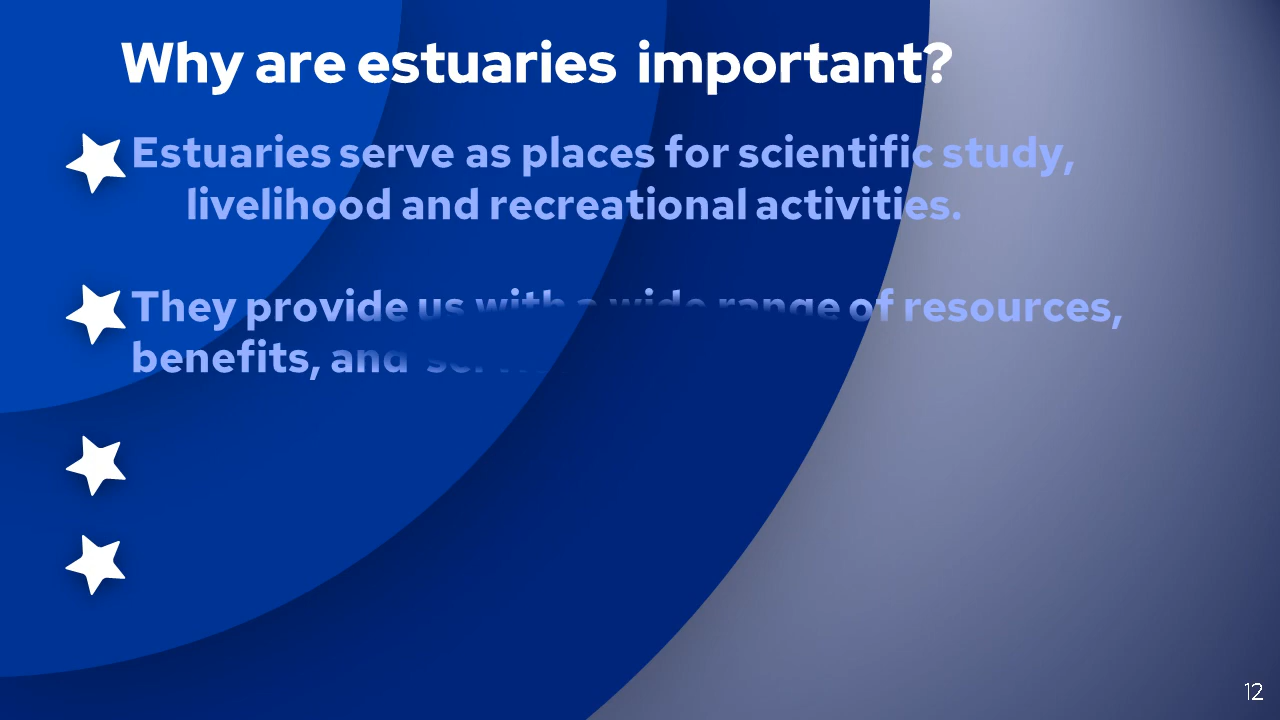 Why are estuaries important?
Estuaries serve as places for scientific study,
livelihood and recreational activities.
They provide us with a wide range of resources,
benefits, and
12